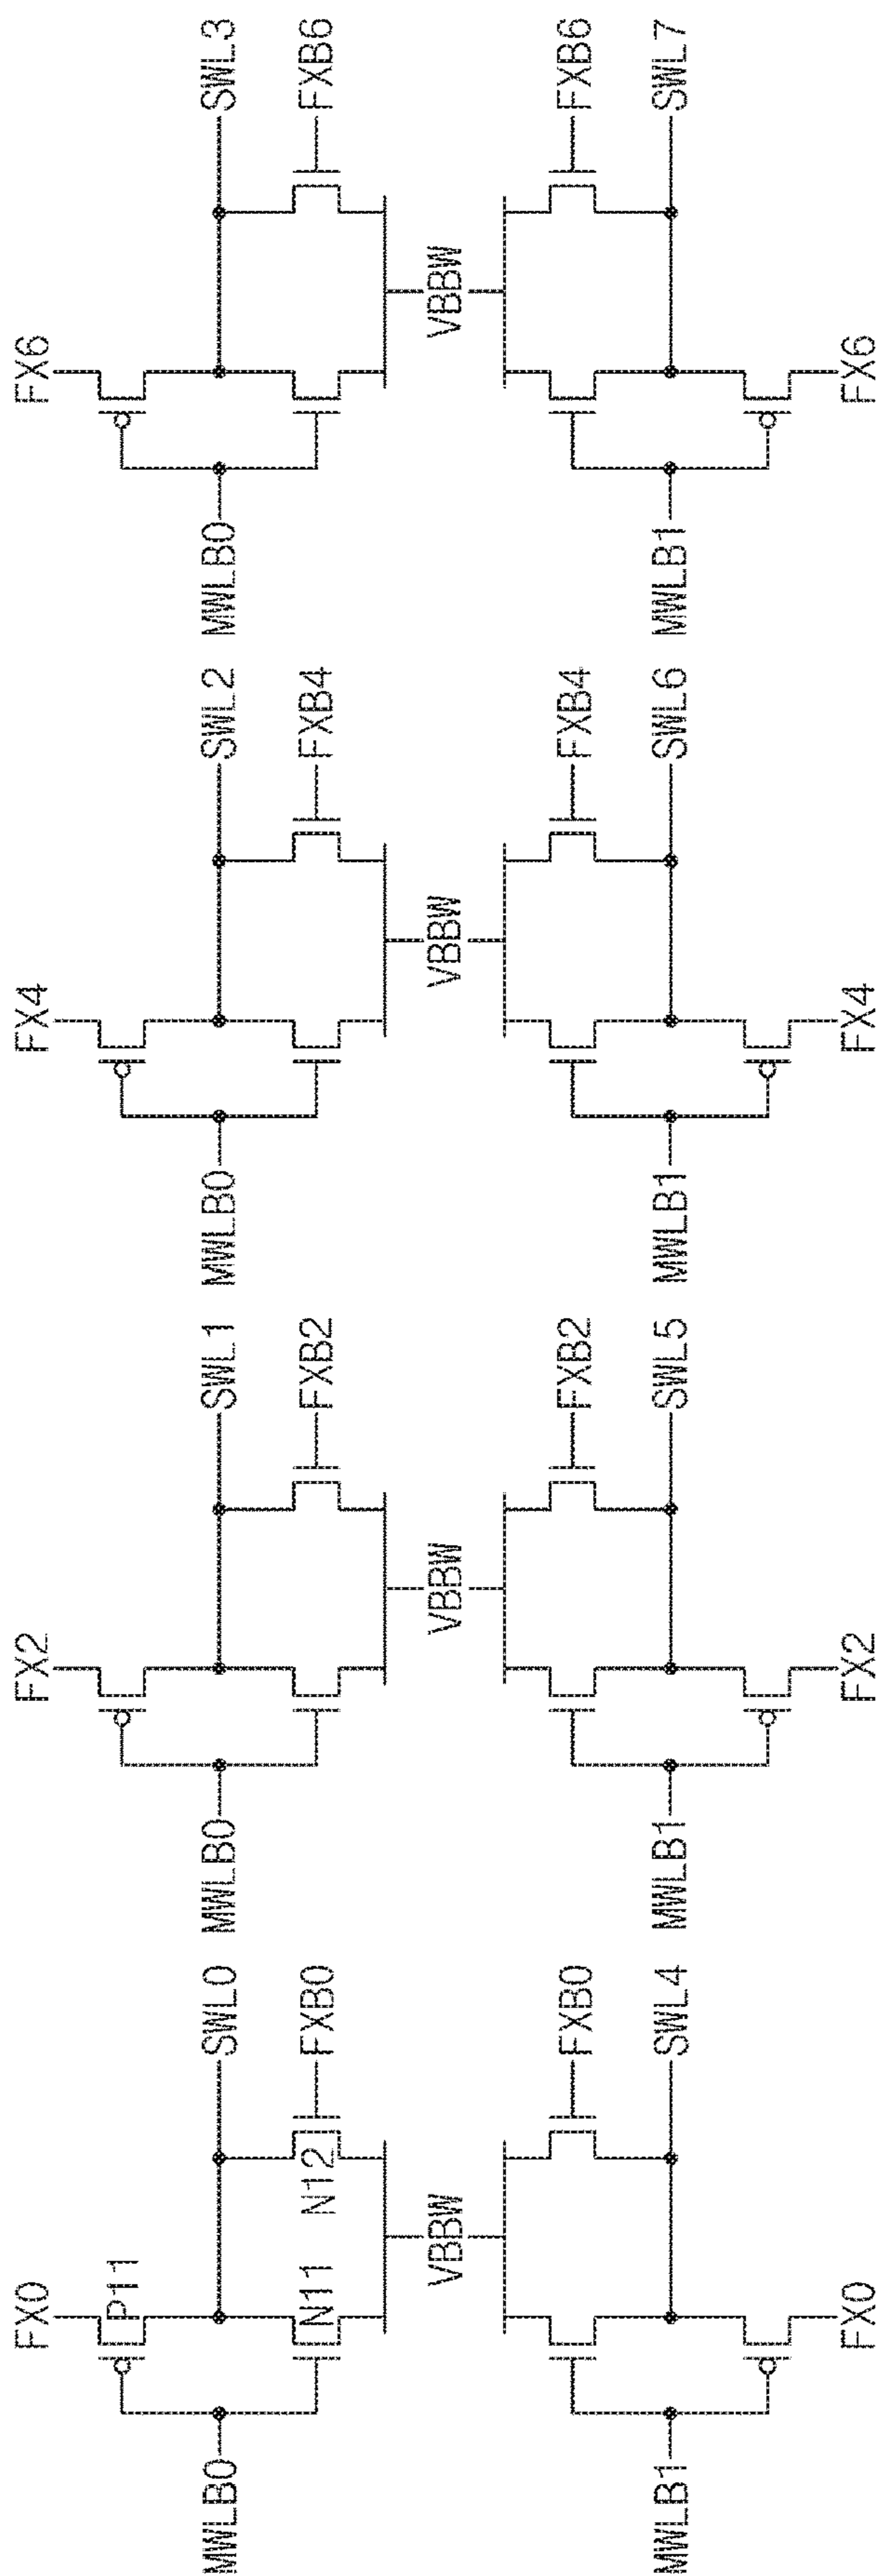 FX0 FX2 FX4 FX6
P11
MWLB0 SWL0 MWLB0 SWL1 MWLB0 SWL2 MWLB0 SWL3
N11 N12 FXB0 FXB2 FXB4 FXB6
VBBW VBBW VBBW VBBW
FXB0 FXB2 FXB4 FXB6
MWLB1 SWL4 MWLB1 SWL5 MWLB1 SWL6 MWLB1 SWL7
FX0 FX2 FX4 FX6